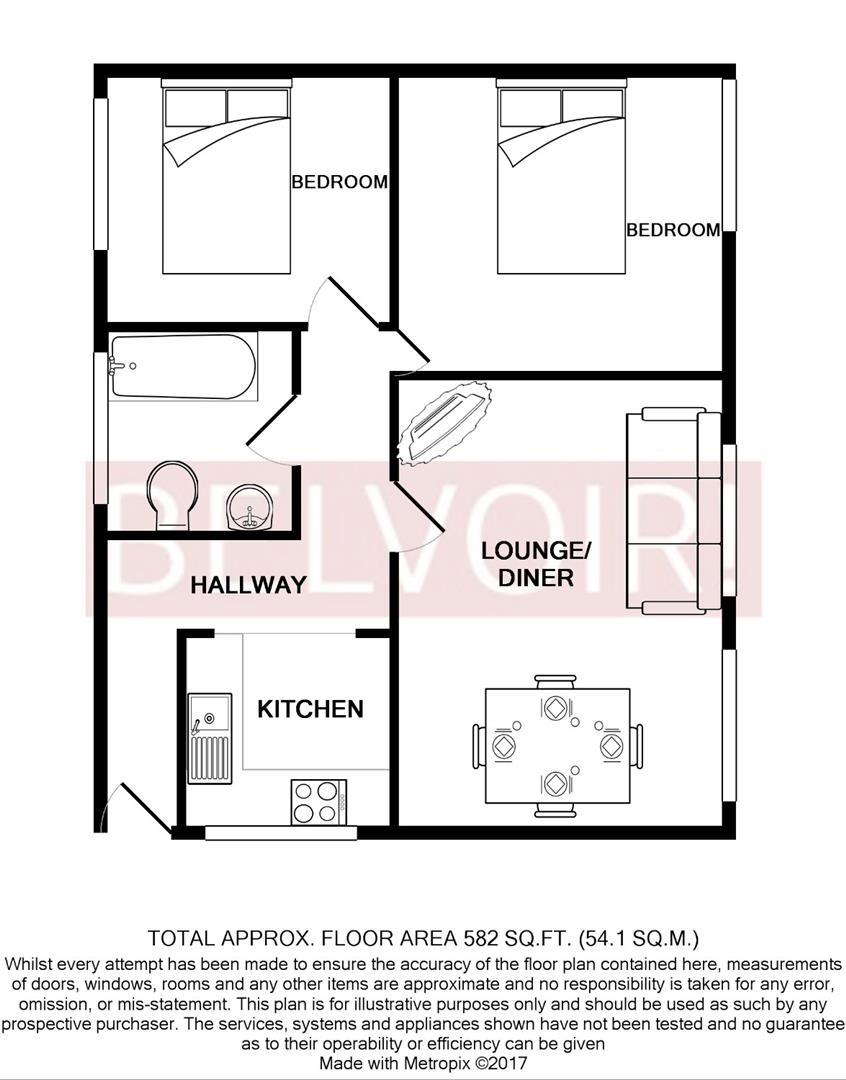 BEDROOM
BEDROOM
BELVOIR!
LOUNGE/
DINER
HALLWAY
KITCHEN
TOTAL APPROX. FLOOR AREA 582 SQ.FT. (54.1 SQ.M.)
Whilst every attempt has been made to ensure the accuracy of the floor plan contained here, measurements
of doors, windows, rooms and any other items are approximate and no responsibility is taken for any error,
omission, or mis-statement. This plan is for illustrative purposes only and should be used as such by any
prospective purchaser. The services, systems and appliances shown have not been tested and no guarantee
as to their operability or efficiency can be given
Made with Metropix ©2017